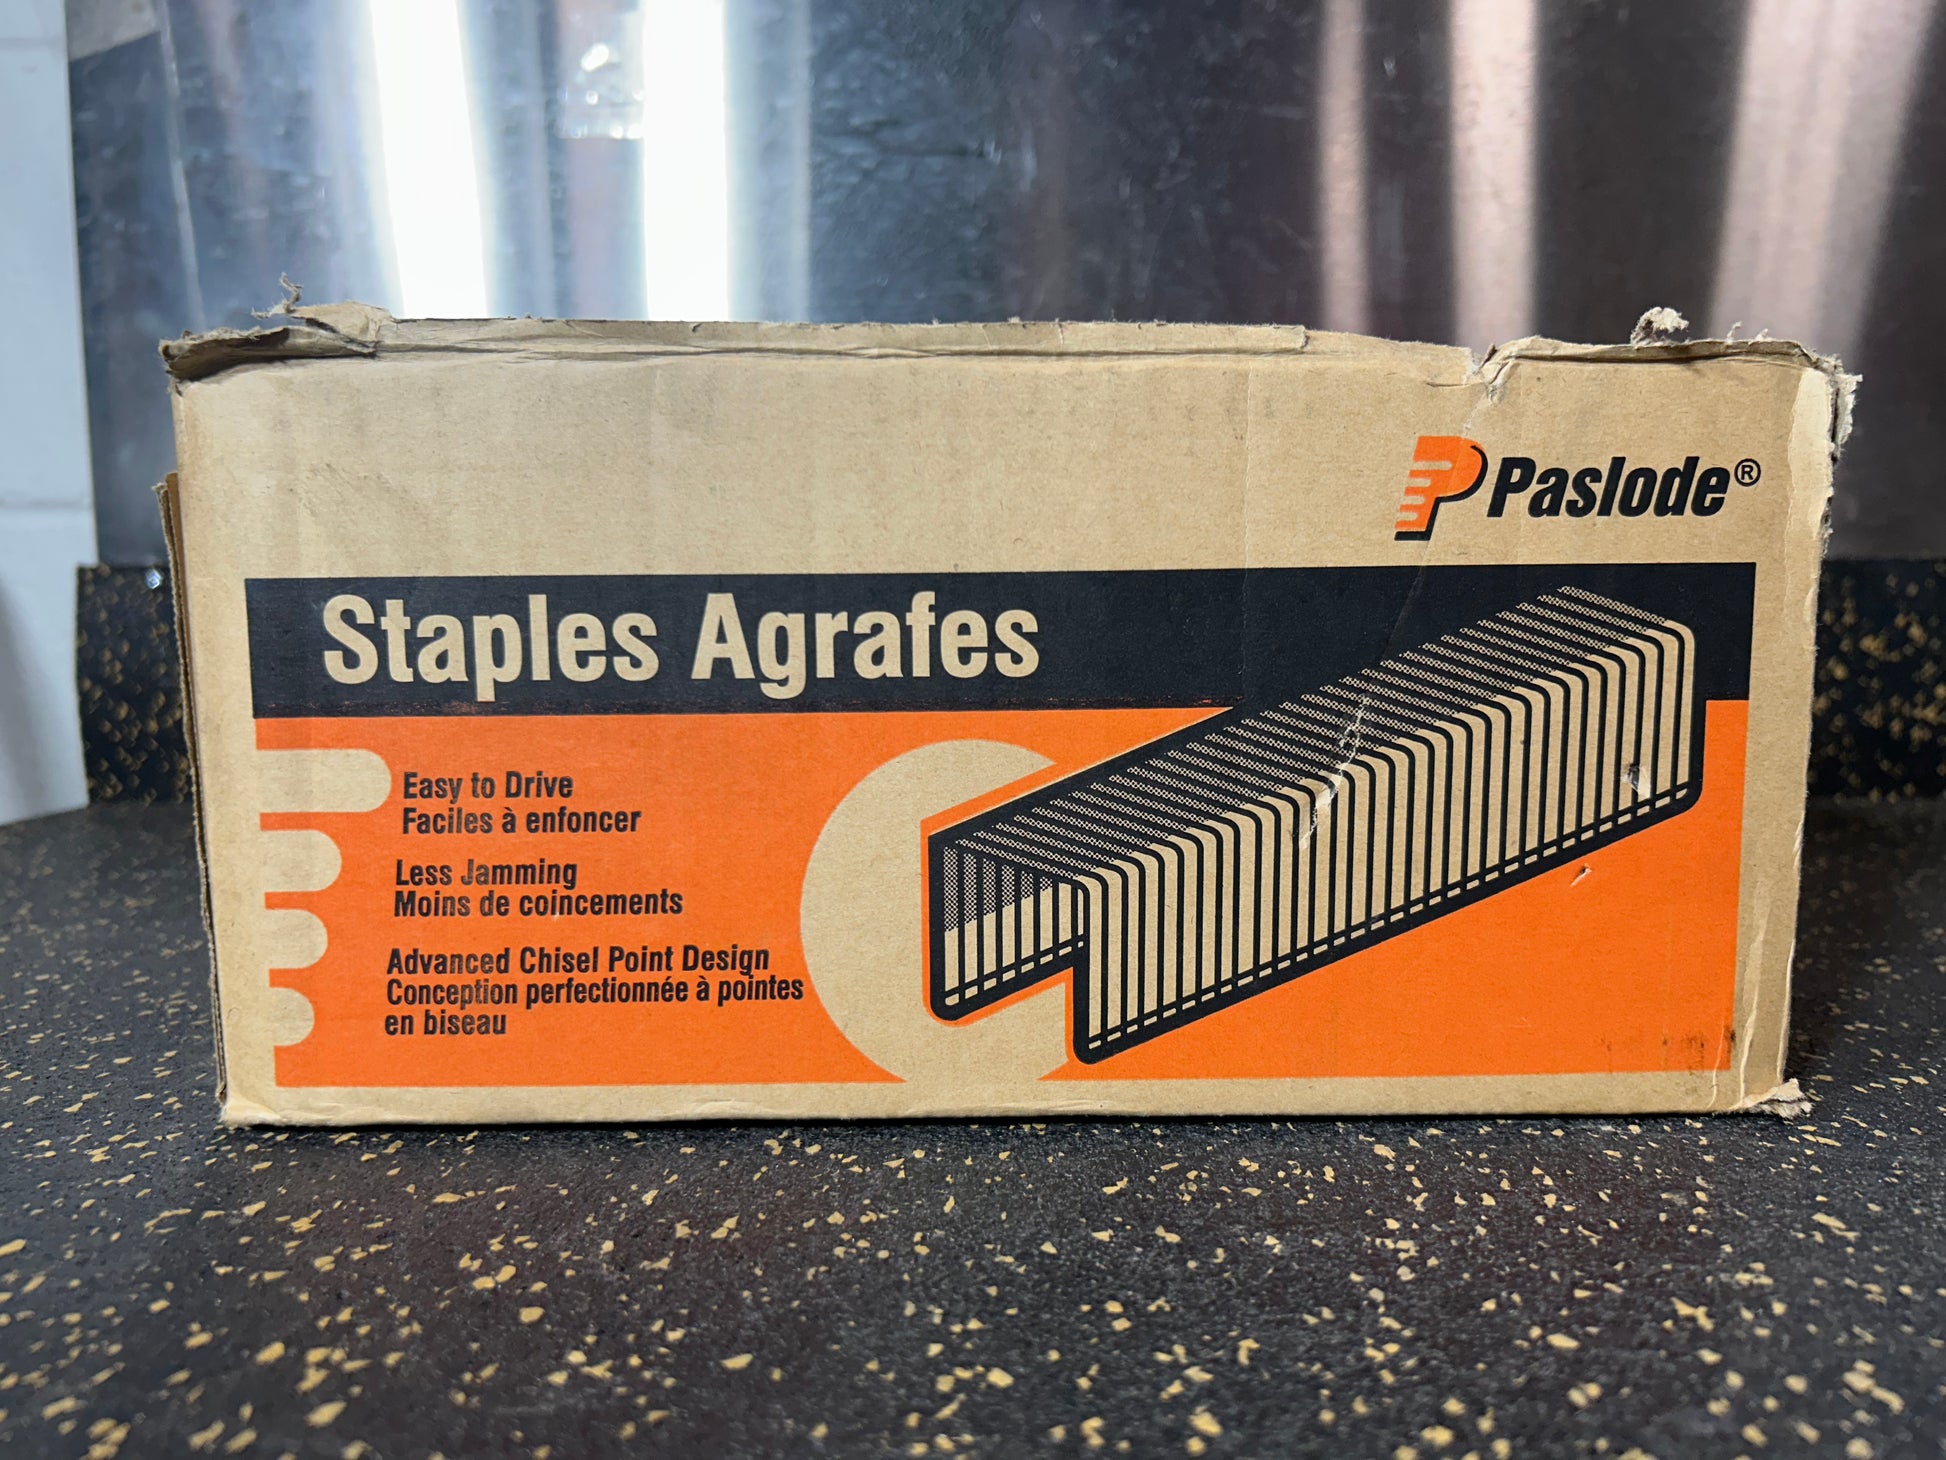 Paslode®
Staples Agrafes
Easy to Drive
Faciles à enfoncer
Less Jamming
Moins de coincements
Advanced Chisel Point Design
Conception perfectionnée à pointes
en biseau